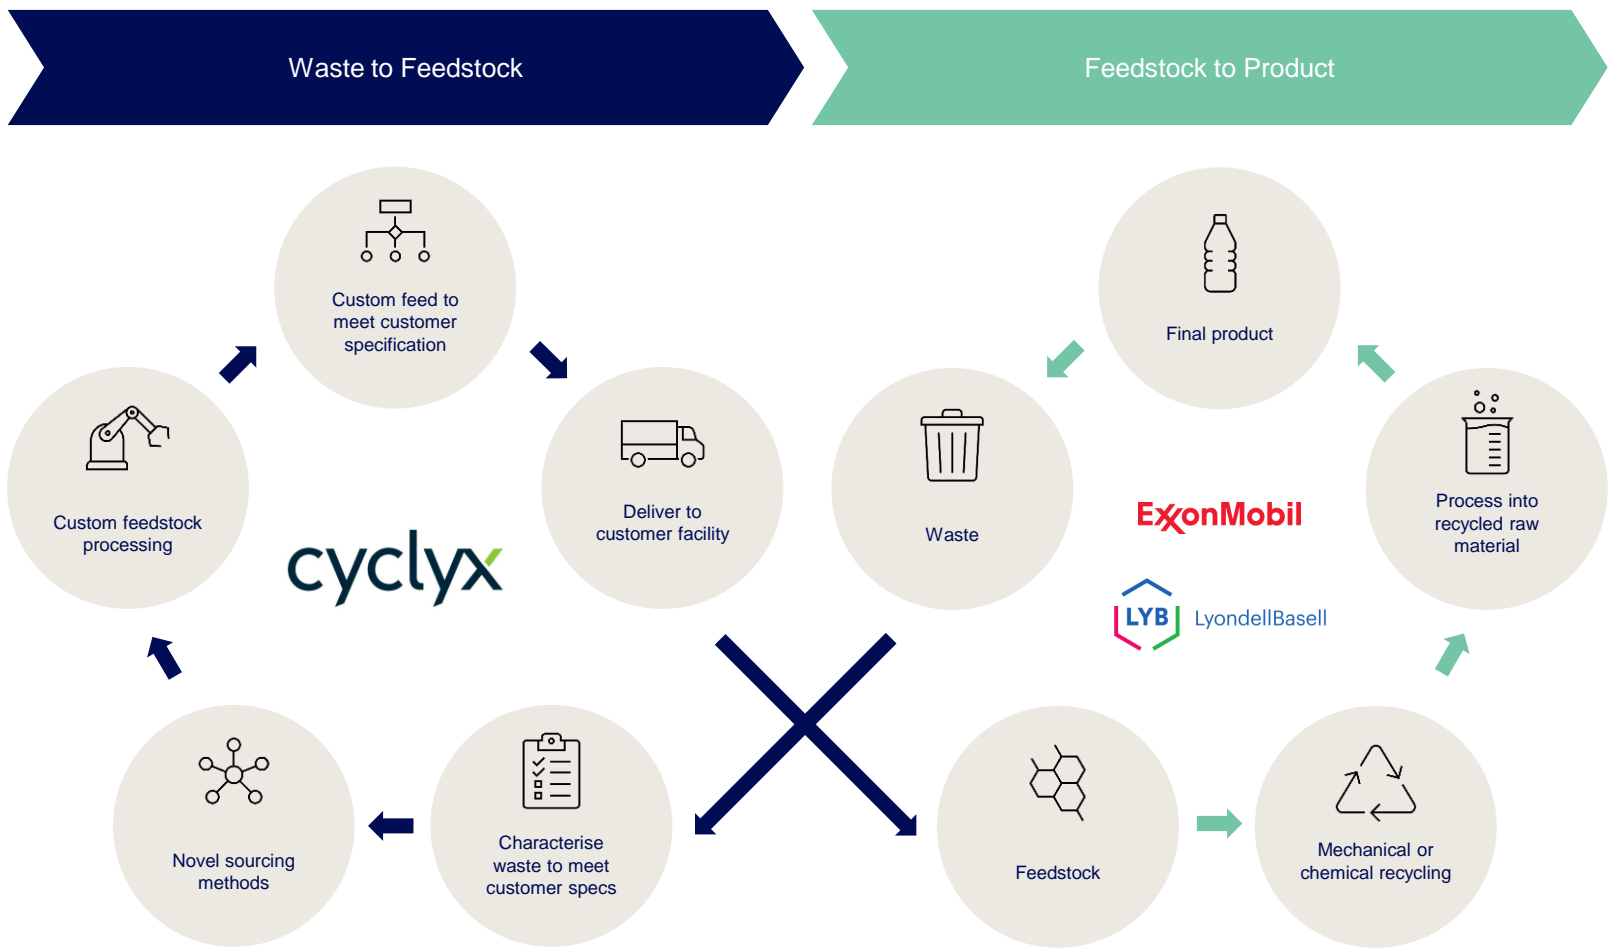 Waste to Feedstock
Feedstock to Product
Custom feed to
meet customer
specification
Final product
Custom feedstock
processing
Deliver to
customer facility
Waste
Process into
recycled raw
material
cyclyx
ExxonMobil
LYB
LyondellBasell
Novel sourcing
methods
Characterise
waste to meet
customer specs
Feedstock
Mechanical or
chemical recycling